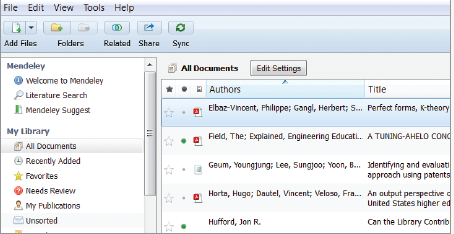 File Edit View Tools Help
Add Files Folders Related Share Sync
Mendeley
Welcome to Mendeley
Literature Search
Mendeley Suggest
My Library
All Documents
Recently Added
Favorites
Needs Review
My Publications
Unsorted
All Documents Edit Settings
Authors Title
Elbaz-Vincent, Philippe; Gangl, Herbert; S... Perfect forms, K-theory
Field, The; Explained, Engineering Educati... A TUNING-AHELO CONC
Geum, Youngjung; Lee, Sungjoo; Yoon, B... Identifying and evaluati
approach using patents
Horta, Hugo; Dautel, Vincent; Veloso, Fra... An output perspective o
United States higher ed
Hufford, Jon R. Can the Library Contrib